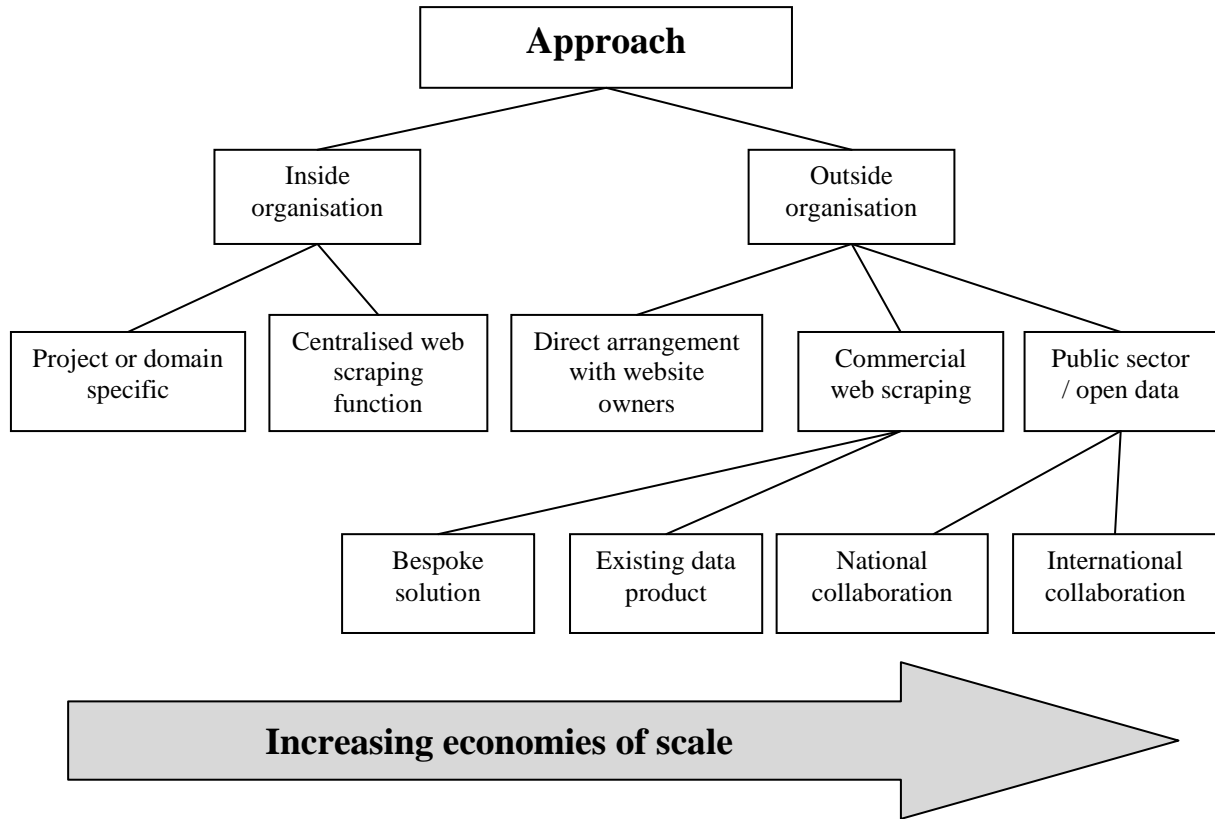 Approach
Inside
organisation
Outside
organisation
Project or domain
specific
Centralised web
scraping
function
Direct arrangement
with website
owners
Commercial
web scraping
Public sector
/ open data
Bespoke
solution
Existing data
product
National
collaboration
International
collaboration
Increasing economies of scale